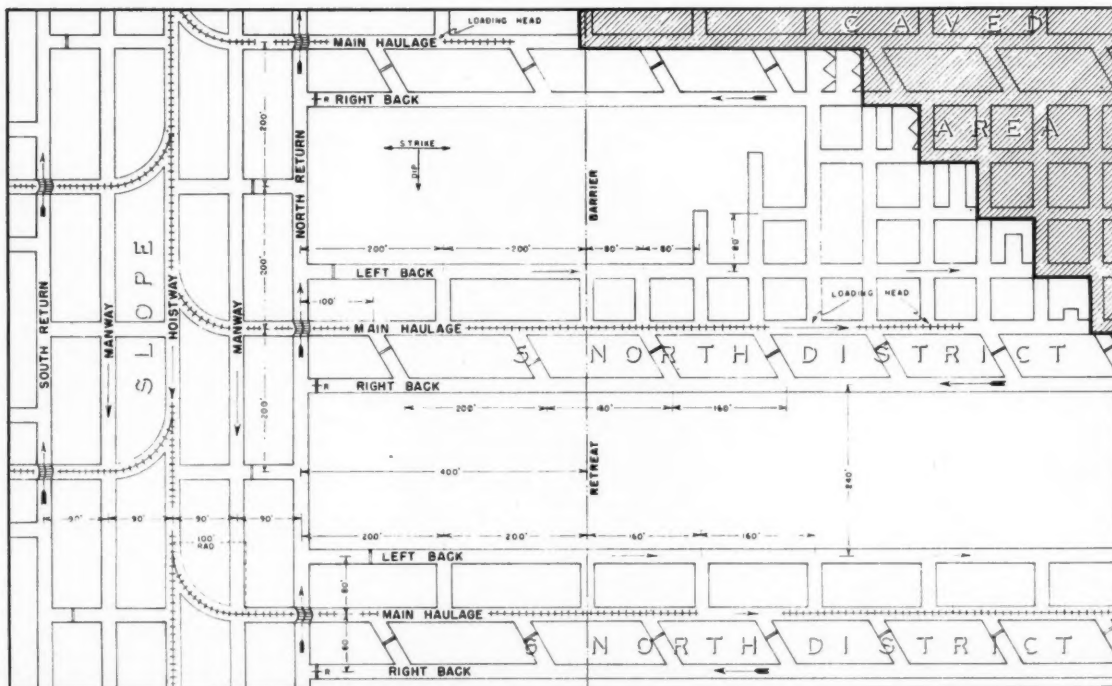 LOADING HEAD
CAVED
MAIN HAULAGE
R RIGHT BACK
AREA
200'
NORTH RETURN
STRIKE
DIP
BARRIER
SLOPE
200' 200' 80' 80'
80'
LEFT BACK
200'
100'
LOADING HEAD
SOUTH RETURN
MANWAY
HOISTWAY
MANWAY
MAIN HAULAGE
5 NORTH DISTRICT
R RIGHT BACK
200' 160' 160'
200'
400'
RETREAT
240'
90' 90' 90' 90'
100' RAD
200' 200' 160' 160'
LEFT BACK
80'
MAIN HAULAGE
6 NORTH DISTRICT
R RIGHT BACK